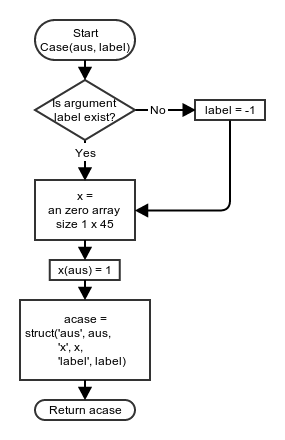 Start
Case(aus, label)
Is argument
label exist?
No
label = -1
Yes
x =
an zero array
size 1 x 45
x(aus) = 1
acase =
struct('aus', aus,
'x', x,
'label', label)
Return acase